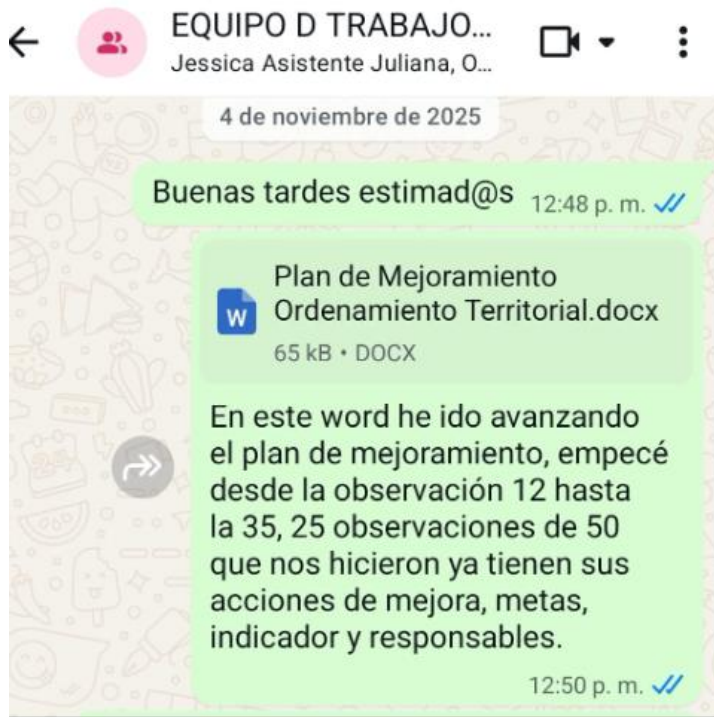 EQUIPO D TRABAJO...
Jessica Asistente Juliana, O...
4 de noviembre de 2025
Buenas tardes estimad@s 12:48 p. m.
Plan de Mejoramiento
Ordenamiento Territorial.docx
W
65 kB • DOCX
En este word he ido avanzando
el plan de mejoramiento, empecé
desde la observación 12 hasta
la 35, 25 observaciones de 50
que nos hicieron ya tienen sus
acciones de mejora, metas,
indicador y responsables.
12:50 p. m.